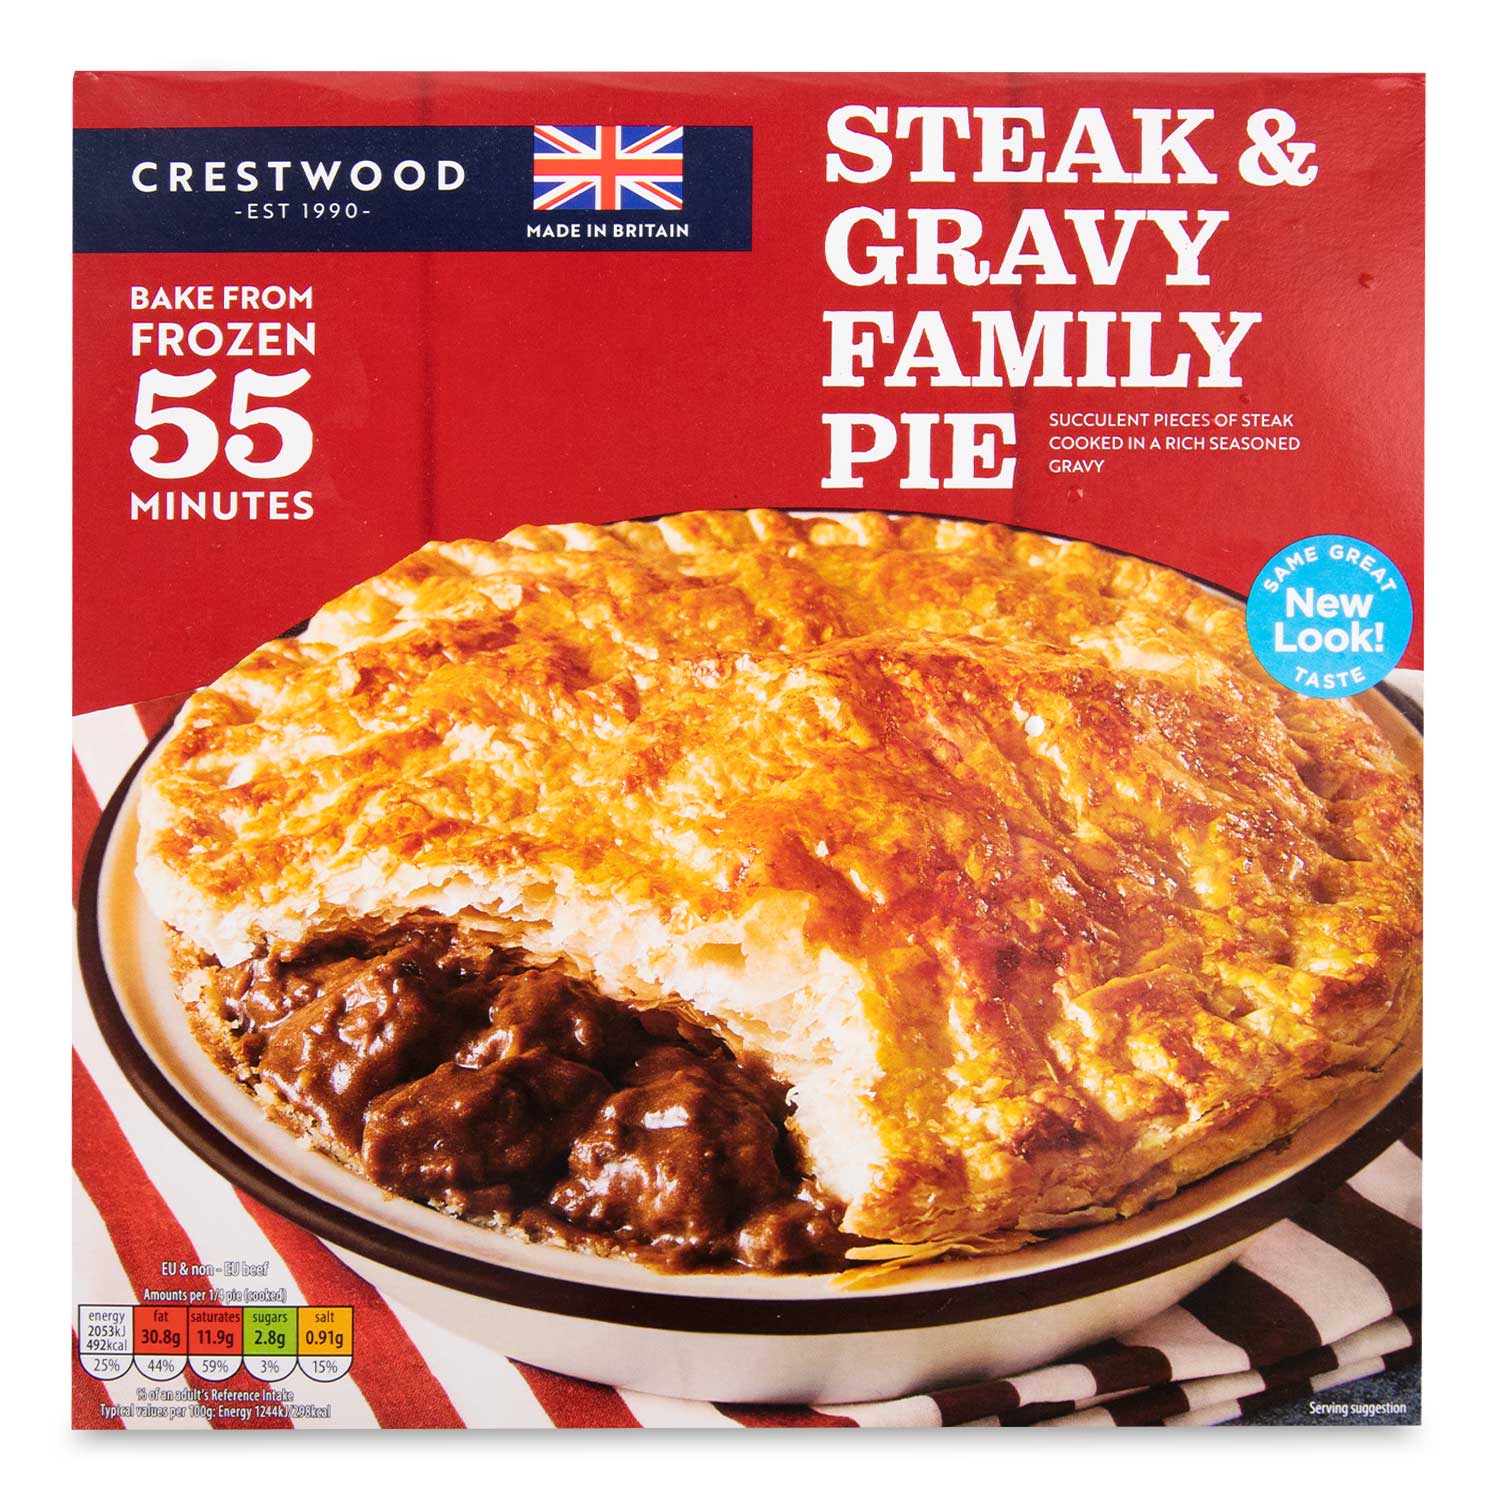 CRESTWOOD
-EST 1990-
MADE IN BRITAIN
BAKE FROM
FROZEN
55
MINUTES
STEAK &
GRAVY
FAMILY
PIE
SUCCULENT PIECES OF STEAK
COOKED IN A RICH SEASONED
GRAVY
SAME GREAT
New
Look!
TASTE
EU & non - EU beef
Amounts per 1/4 pie (cooked)
energy fat saturates sugars salt
2053kJ 492kcal 30.8g 11.9g 2.8g 0.91g
25% 44% 59% 3% 15%
% of an adult's Reference Intake
Typical values per 100g: Energy 1244kJ/298kcal
Serving suggestion